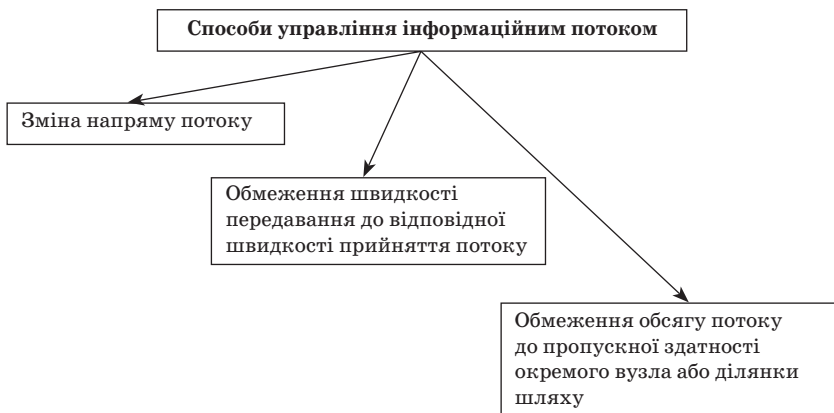 Способи управління інформаційним потоком
Зміна напряму потоку
Обмеження швидкості
передавання до відповідної
швидкості прийняття потоку
Обмеження обсягу потоку
до пропускної здатності
окремого вузла або ділянки
шляху